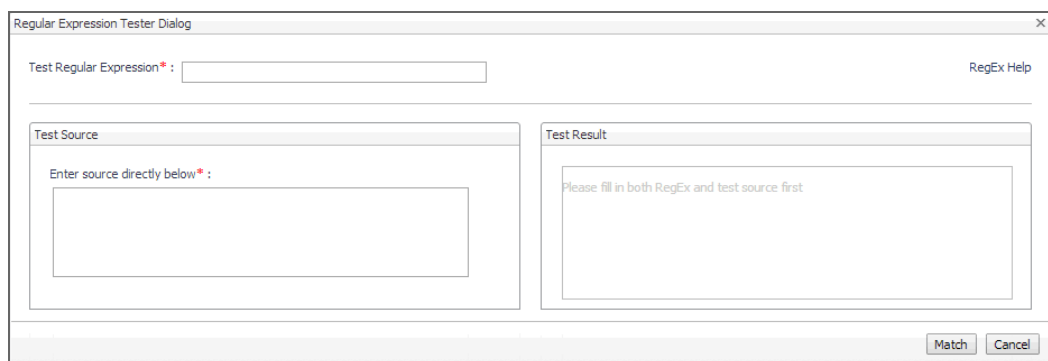 Regular Expression Tester Dialog
Test Regular Expression* :
RegEx Help
Test Source
Enter source directly below* :
Test Result
Please fill in both RegEx and test source first
Match
Cancel